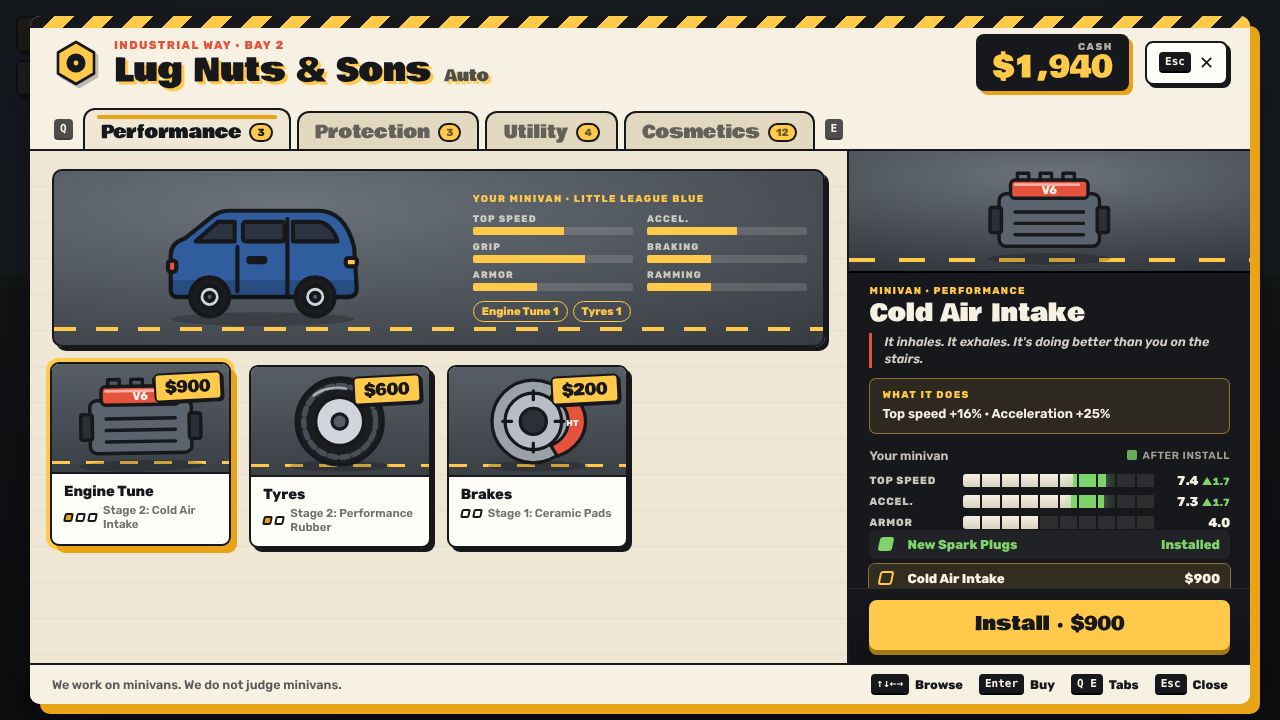 INDUSTRIAL WAY · BAY 2
Lug Nuts & Sons Auto
CASH
$1,940
Esc ✕
Q
Performance 3
Protection 3
Utility 4
Cosmetics 12
E
YOUR MINIVAN · LITTLE LEAGUE BLUE
TOP SPEED
ACCEL.
GRIP
BRAKING
ARMOR
RAMMING
Engine Tune 1
Tyres 1
V6
$900
Engine Tune
Stage 2: Cold Air
Intake
$600
Tyres
Stage 2: Performance
Rubber
HT
$200
Brakes
Stage 1: Ceramic Pads
V6
MINIVAN · PERFORMANCE
Cold Air Intake
It inhales. It exhales. It's doing better than you on the
stairs.
WHAT IT DOES
Top speed +16% · Acceleration +25%
Your minivan
AFTER INSTALL
TOP SPEED 7.4 ▲1.7
ACCEL. 7.3 ▲1.7
ARMOR 4.0
New Spark Plugs Installed
Cold Air Intake $900
Install · $900
We work on minivans. We do not judge minivans.
↑↓←→ Browse
Enter Buy
Q E Tabs
Esc Close